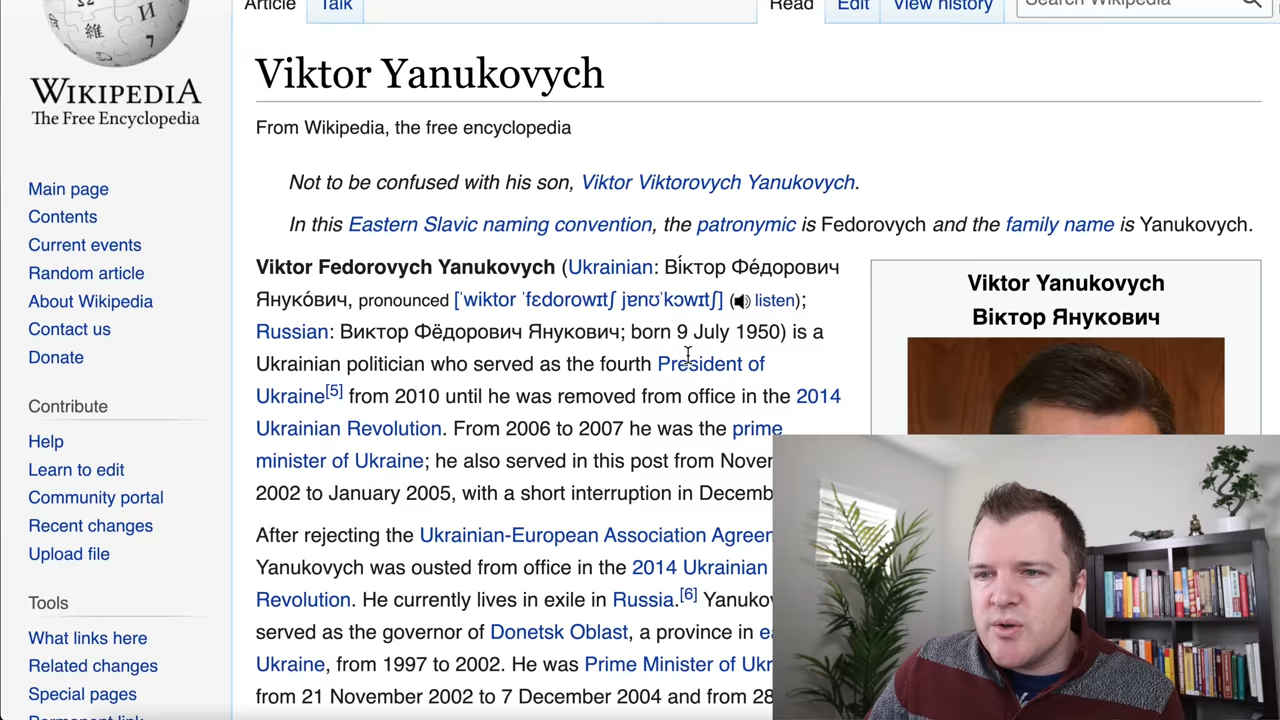 Article Talk Read Edit View history Search Wikipedia
WIKIPEDIA
The Free Encyclopedia
Main page
Contents
Current events
Random article
About Wikipedia
Contact us
Donate
Contribute
Help
Learn to edit
Community portal
Recent changes
Upload file
Tools
What links here
Related changes
Special pages
Permanent link
Viktor Yanukovych
From Wikipedia, the free encyclopedia
Not to be confused with his son, Viktor Viktorovych Yanukovych.
In this Eastern Slavic naming convention, the patronymic is Fedorovych and the family name is Yanukovych.
Viktor Fedorovych Yanukovych (Ukrainian: Ві́ктор Фе́дорович
Януко́вич, pronounced [ˈwiktor ˈfɛdorowɪtʃ jɐnʊˈkɔwɪtʃ] (listen);
Russian: Виктор Фёдорович Янукович; born 9 July 1950) is a
Ukrainian politician who served as the fourth President of
Ukraine[5] from 2010 until he was removed from office in the 2014
Ukrainian Revolution. From 2006 to 2007 he was the prime
minister of Ukraine; he also served in this post from Novem
2002 to January 2005, with a short interruption in Decemb
After rejecting the Ukrainian-European Association Agreen
Yanukovych was ousted from office in the 2014 Ukrainian
Revolution. He currently lives in exile in Russia.[6] Yanukov
served as the governor of Donetsk Oblast, a province in ea
Ukraine, from 1997 to 2002. He was Prime Minister of Ukr
from 21 November 2002 to 7 December 2004 and from 28
Viktor Yanukovych
Віктор Янукович